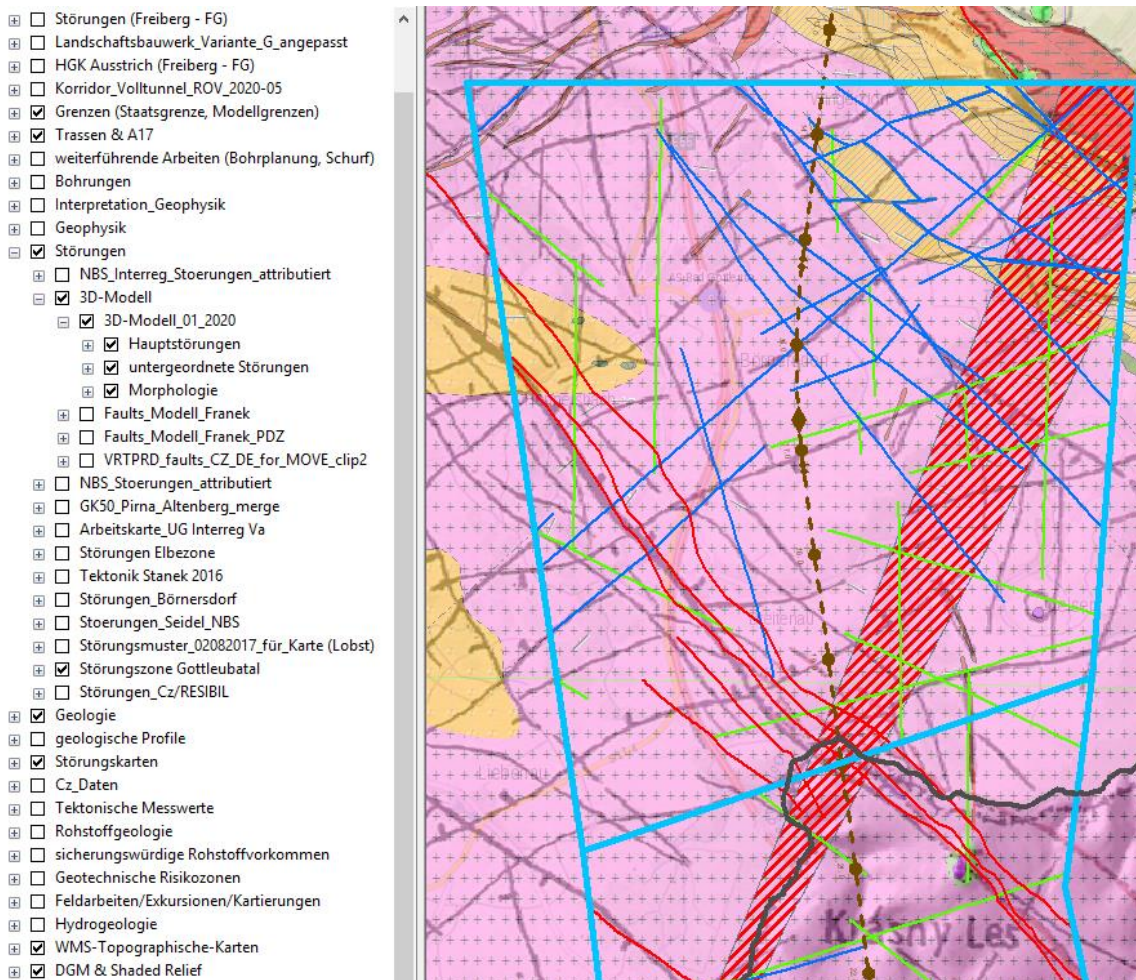 Störungen (Freiberg - FG)
Landschaftsbauwerk_Variante_G_angepasst
HGK Ausstrich (Freiberg - FG)
Korridor_Volltunnel_ROV_2020-05
Grenzen (Staatsgrenze, Modellgrenzen)
Trassen & A17
weiterführende Arbeiten (Bohrplanung, Schurf)
Bohrungen
Interpretation_Geophysik
Geophysik
Störungen
NBS_Interreg_Stoerungen_attributiert
3D-Modell
3D-Modell_01_2020
Hauptstörungen
untergeordnete Störungen
Morphologie
Faults_Modell_Franek
Faults_Modell_Franek_PDZ
VRTPRD_faults_CZ_DE_for_MOVE_clip2
NBS_Stoerungen_attributiert
GK50_Pirna_Altenberg_merge
Arbeitskarte_UG Interreg Va
Störungen Elbezone
Tektonik Stanek 2016
Störungen_Börnersdorf
Stoerungen_Seidel_NBS
Störungsmuster_02082017_für_Karte (Lobst)
Störungszone Gottleubatal
Störungen_Cz/RESIBIL
Geologie
geologische Profile
Störungskarten
Cz_Daten
Tektonische Messwerte
Rohstoffgeologie
sicherungswürdige Rohstoffvorkommen
Geotechnische Risikozonen
Feldarbeiten/Exkursionen/Kartierungen
Hydrogeologie
WMS-Topographische-Karten
DGM & Shaded Relief
Liebenau
Les